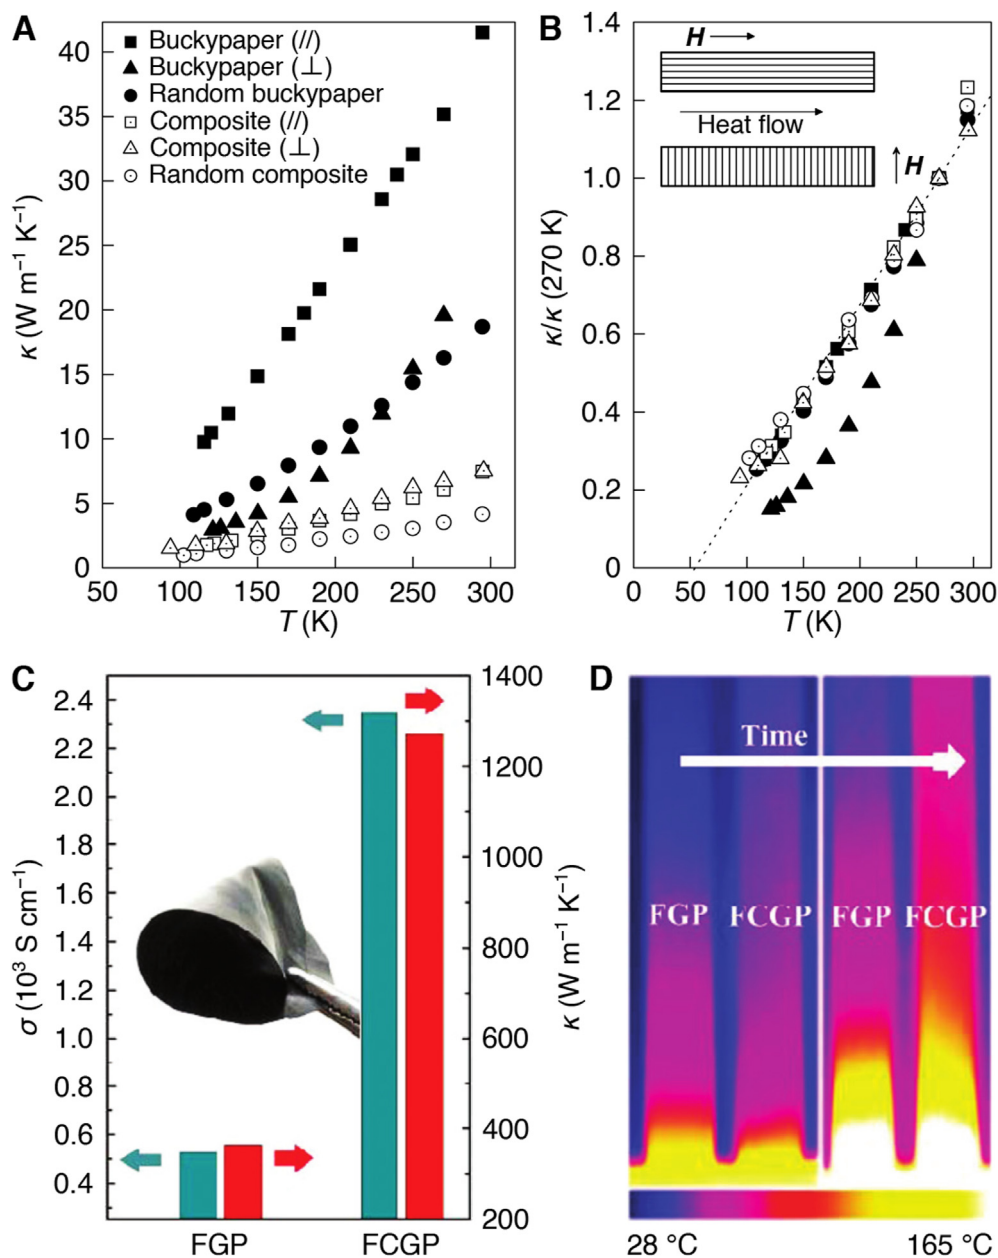 A
κ (W m⁻¹ K⁻¹)
40
35
30
25
20
15
10
5
0
50 100 150 200 250 300
T (K)
Buckypaper (//)
Buckypaper (⊥)
Random buckypaper
Composite (//)
Composite (⊥)
Random composite
B
κ/κ (270 K)
1.4
1.2
1.0
0.8
0.6
0.4
0.2
0
0 50 100 150 200 250 300
T (K)
H
Heat flow
H
C
σ (10³ S cm⁻¹)
2.4
2.2
2.0
1.8
1.6
1.4
1.2
1.0
0.8
0.6
0.4
1400
1200
1000
800
600
400
200
κ (W m⁻¹ K⁻¹)
FGP FCGP
D
Time
FGP FCGP FGP FCGP
28 °C 165 °C